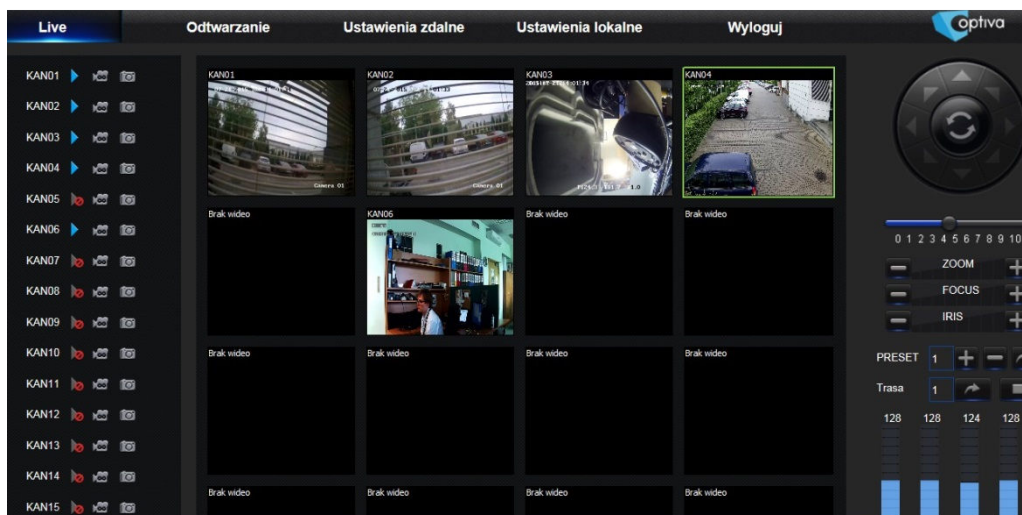 Live Odtwarzanie Ustawienia zdalne Ustawienia lokalne Wyloguj optiva
KAN01
KAN02
KAN03
KAN04
KAN05
KAN06
KAN07
KAN08
KAN09
KAN10
KAN11
KAN12
KAN13
KAN14
KAN15
KAN01 KAN02 KAN03 KAN04
Camera 01 Camera 01
Brak wideo KAN06 Brak wideo Brak wideo
Brak wideo Brak wideo Brak wideo Brak wideo
Brak wideo Brak wideo Brak wideo Brak wideo
0 1 2 3 4 5 6 7 8 9 10
ZOOM
FOCUS
IRIS
PRESET 1
Trasa 1
128 128 124 128